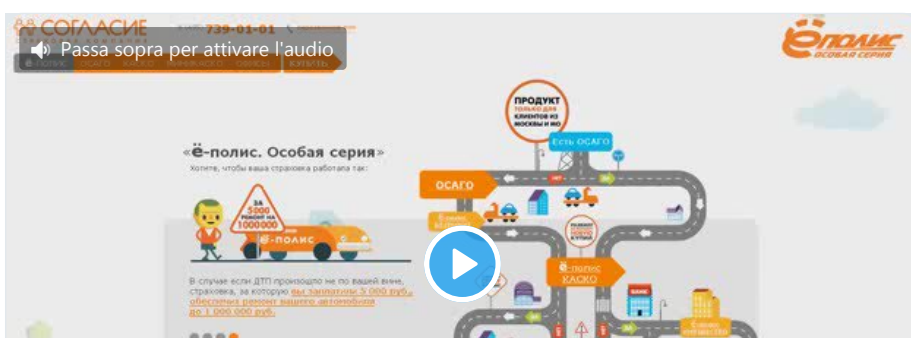 СОГЛАСИЕ
739-01-01
Passa sopra per attivare l'audio
ё-ПОЛИС ОСАГО КАСКО КУПИТЬ
ёполис
ОСОБАЯ СЕРИЯ
ПРОДУКТ
ТОЛЬКО ДЛЯ
КЛИЕНТОВ ИЗ
МОСКВЫ И МО
Есть ОСАГО
«ё-полис. Особая серия»
Хотите, чтобы ваша страховка работала так:
ОСАГО
ЗА
5000
РЕМОНТ НА
1000000
ё-ПОЛИС
ё-полис
КАСКО
В случае если ДТП произошло не по вашей вине,
страховка, за которую вы заплатили 5 000 руб.,
обеспечит ремонт вашего автомобиля
до 1 000 000 руб.
БАНК